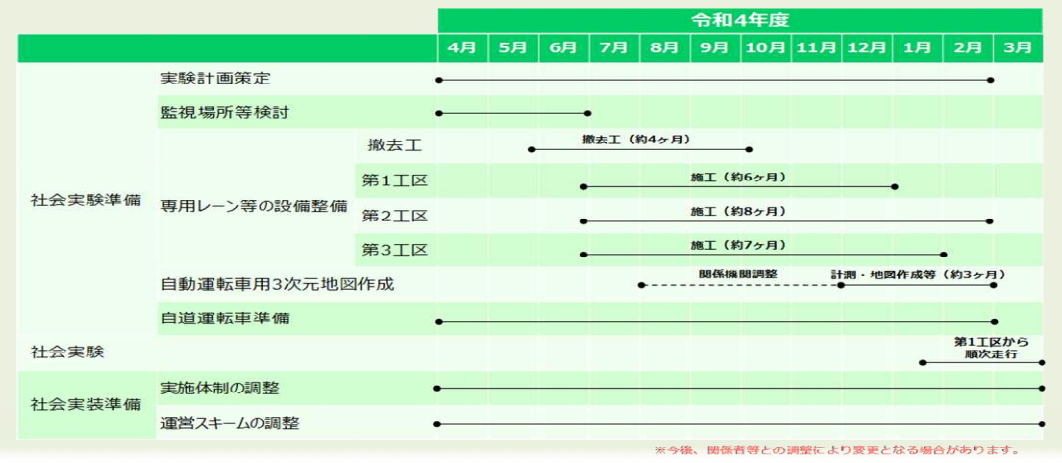 令和4年度
4月 5月 6月 7月 8月 9月 10月 11月 12月 1月 2月 3月
社会実験準備
実験計画策定
監視場所等検討
専用レーン等の設備整備
撤去工
撤去工（約4ヶ月）
第1工区
施工（約6ヶ月）
第2工区
施工（約8ヶ月）
第3工区
施工（約7ヶ月）
自動運転車用3次元地図作成
関係機関調整
計測・地図作成等（約3ヶ月）
自道運転車準備
社会実験
第1工区から
順次走行
社会実装準備
実施体制の調整
運営スキームの調整
※今後、関係者等との調整により変更となる場合があります。